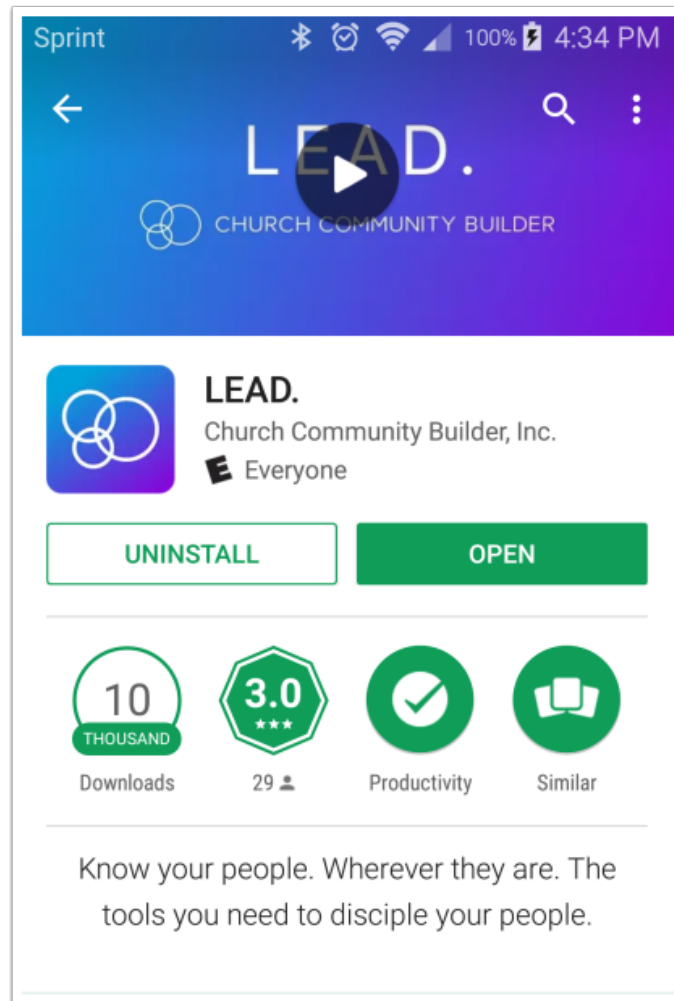 Sprint 100% 4:34 PM
LEAD.
CHURCH COMMUNITY BUILDER
LEAD.
Church Community Builder, Inc.
E Everyone
UNINSTALL OPEN
10 3.0
THOUSAND
Downloads 29 Productivity Similar
Know your people. Wherever they are. The
tools you need to disciple your people.